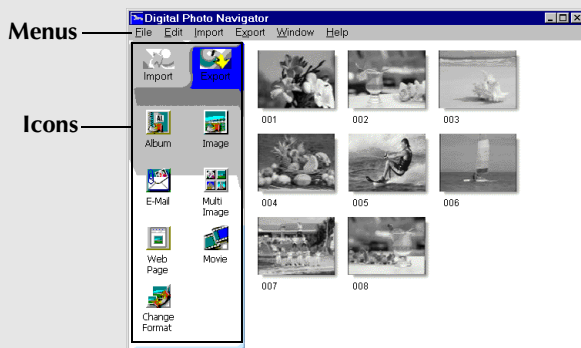 Digital Photo Navigator
Menus
File Edit Import Export Window Help
Import Export
Icons
Album Image
E-Mail Multi Image
Web Page Movie
Change Format
001 002 003
004 005 006
007 008